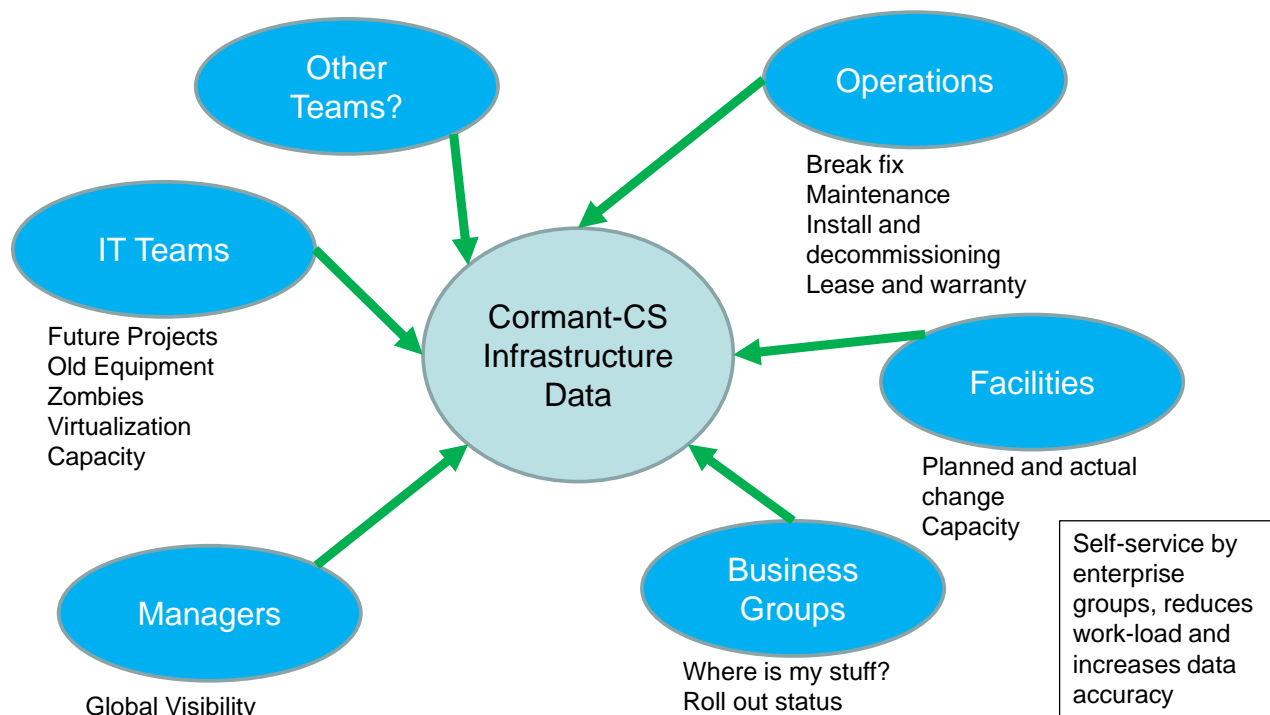 Other
Teams?
Operations
Break fix
Maintenance
Install and
decommissioning
Lease and warranty
IT Teams
Future Projects
Old Equipment
Zombies
Virtualization
Capacity
Cormant-CS
Infrastructure
Data
Facilities
Planned and actual
change
Capacity
Managers
Global Visibility
Business
Groups
Where is my stuff?
Roll out status
Self-service by
enterprise
groups, reduces
work-load and
increases data
accuracy